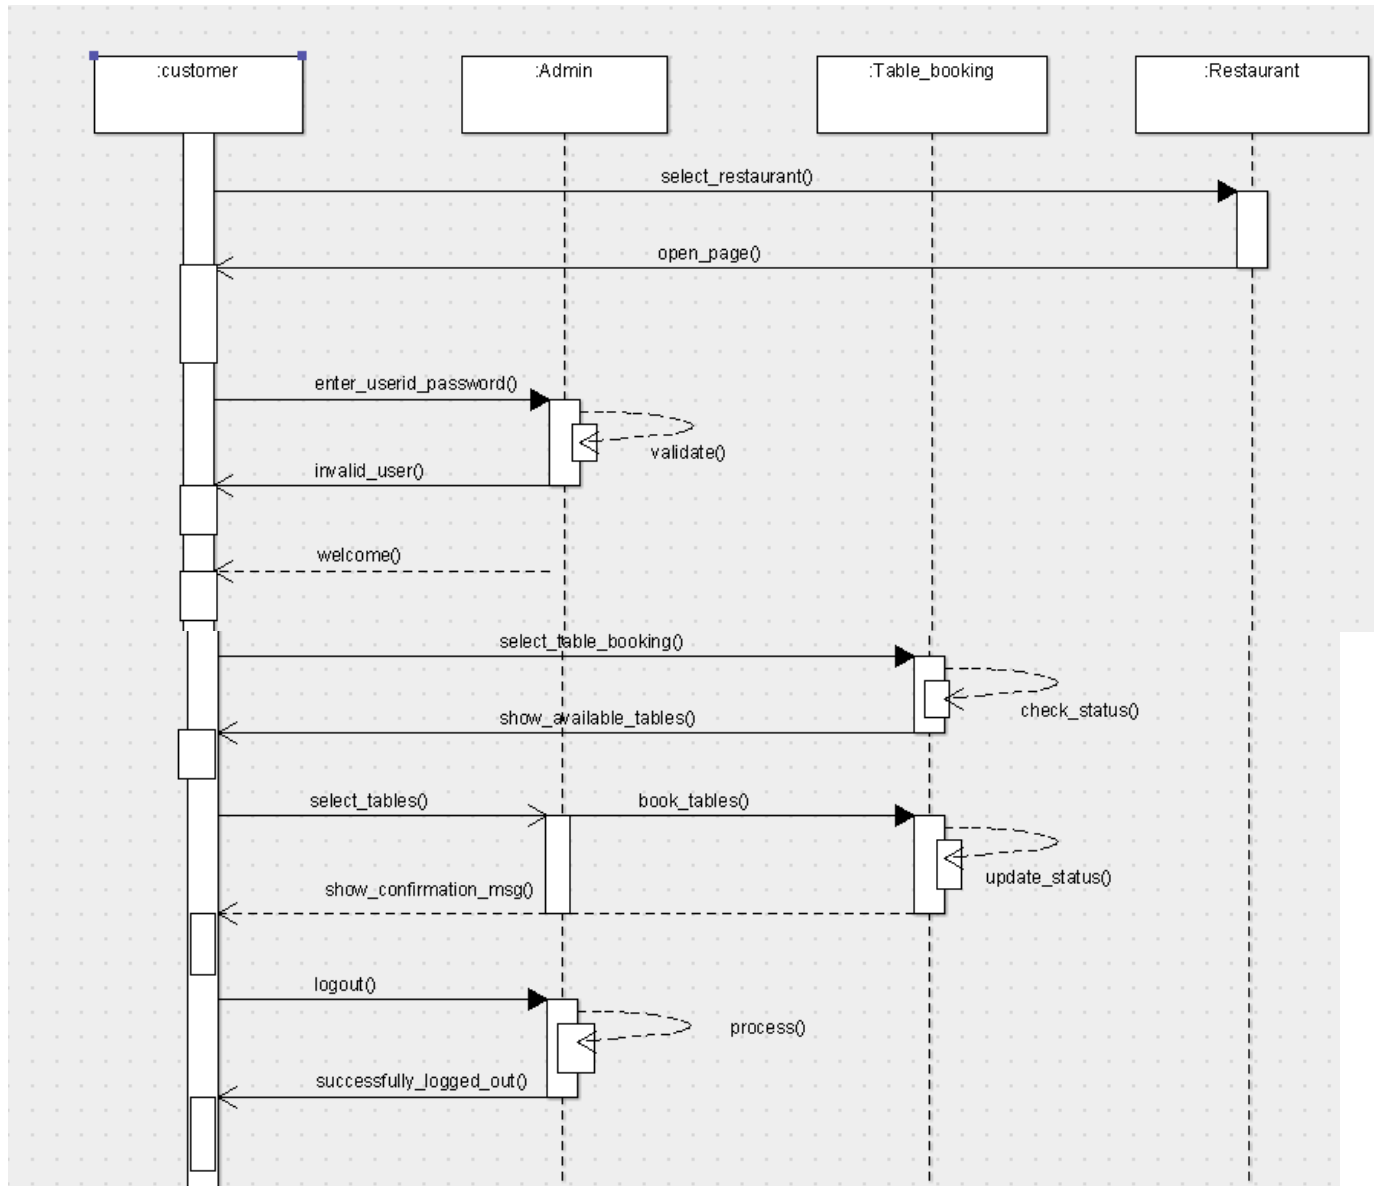 :customer
:Admin
:Table_booking
:Restaurant
select_restaurant()
open_page()
enter_userid_password()
validate()
invalid_user()
welcome()
select_table_booking()
check_status()
show_available_tables()
select_tables()
book_tables()
update_status()
show_confirmation_msg()
logout()
process()
successfully_logged_out()